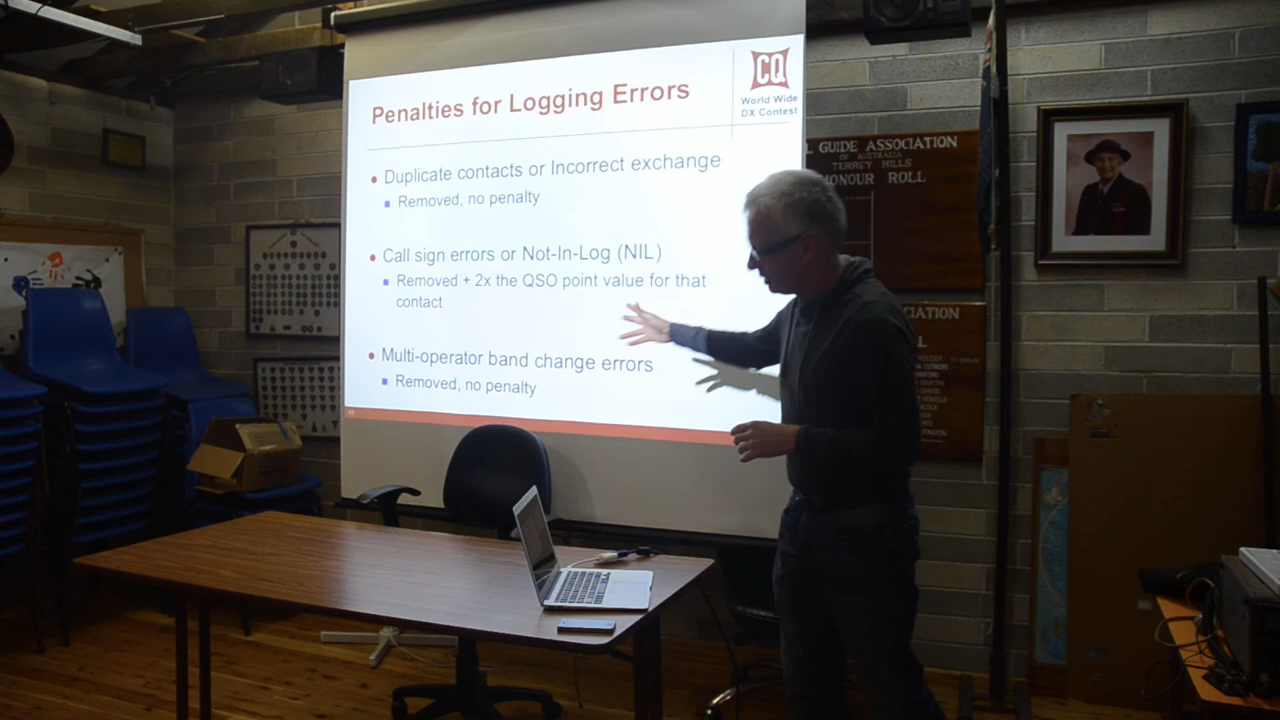 Penalties for Logging Errors
CQ
World Wide
DX Contest
Duplicate contacts or Incorrect exchange
Removed, no penalty
Call sign errors or Not-In-Log (NIL)
Removed + 2x the QSO point value for that
contact
Multi-operator band change errors
Removed, no penalty
L GUIDE ASSOCIATION
OF AUSTRALIA
TERREY HILLS
HONOUR ROLL
CIATION
L